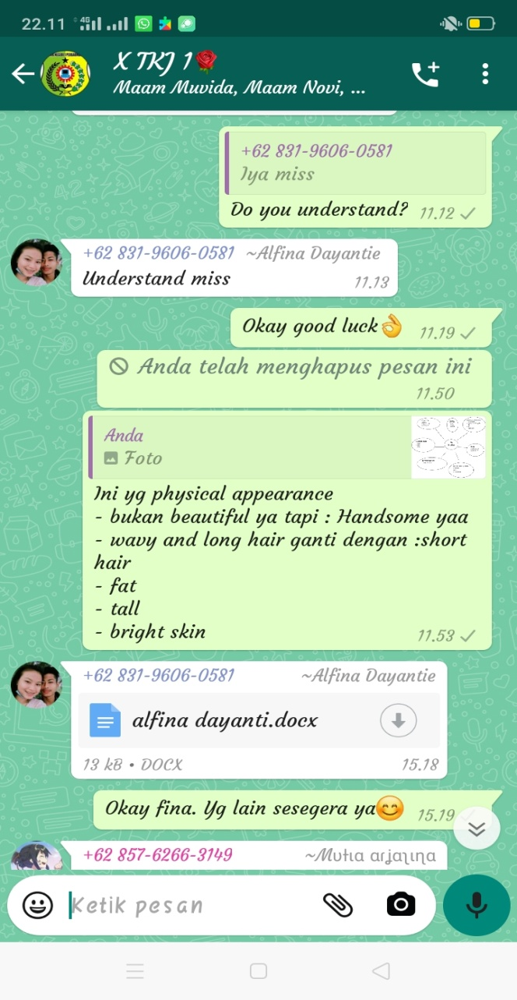 22.11 4G
X TKJ 1🌹
Maam Muvida, Maam Novi, ...
+62 831-9606-0581
Iya miss
Do you understand? 11.12
+62 831-9606-0581 ~Alfina Dayantie
Understand miss 11.13
Okay good luck👌 11.19
Anda telah menghapus pesan ini
11.50
Anda
Foto
Ini yg physical appearance
- bukan beautiful ya tapi : Handsome yaa
- wavy and long hair ganti dengan :short
hair
- fat
- tall
- bright skin 11.53
+62 831-9606-0581 ~Alfina Dayantie
alfina dayanti.docx
13 kB • DOCX 15.18
Okay fina. Yg lain sesegera ya😊 15.19
+62 857-6266-3149
Ketik pesan